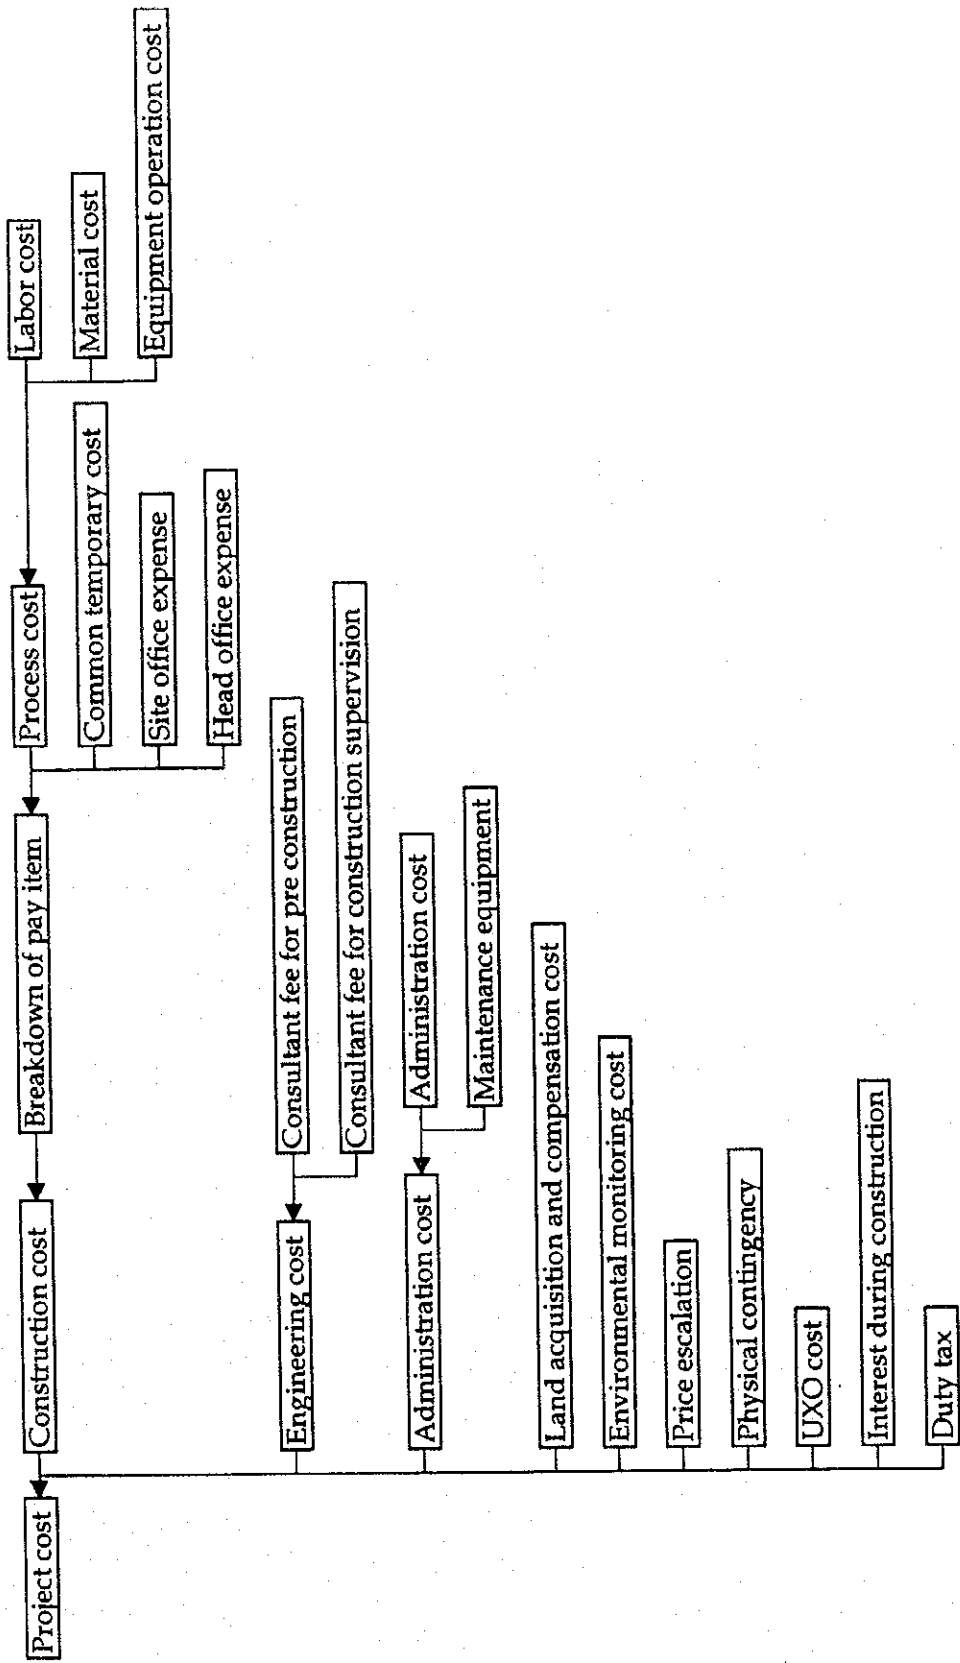 Project cost
Construction cost
Breakdown of pay item
Process cost
Labor cost
Material cost
Equipment operation cost
Common temporary cost
Site office expense
Head office expense
Engineering cost
Consultant fee for pre construction
Consultant fee for construction supervision
Administration cost
Administration cost
Maintenance equipment
Land acquisition and compensation cost
Environmental monitoring cost
Price escalation
Physical contingency
UXO cost
Interest during construction
Duty tax